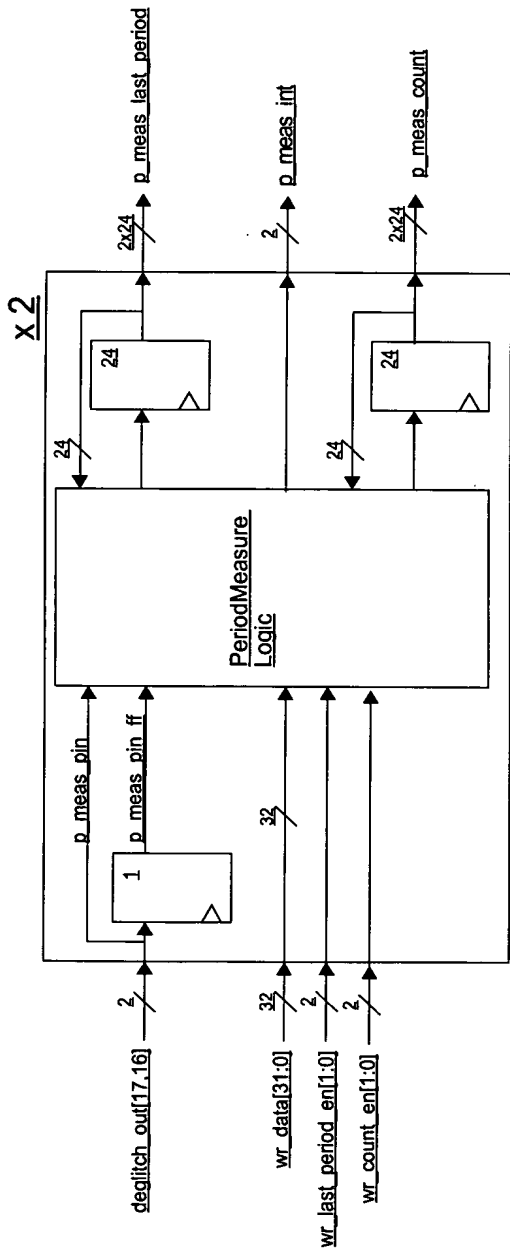 x 2
deglitch_out[17,16]
2
p_meas_pin
1
p_meas_pin_ff
wr_data[31:0]
32
32
wr_last_period_en[1:0]
2
wr_count_en[1:0]
2
PeriodMeasure
Logic
24
24
2x24
p_meas_last_period
2
p_meas_int
24
24
2x24
p_meas_count